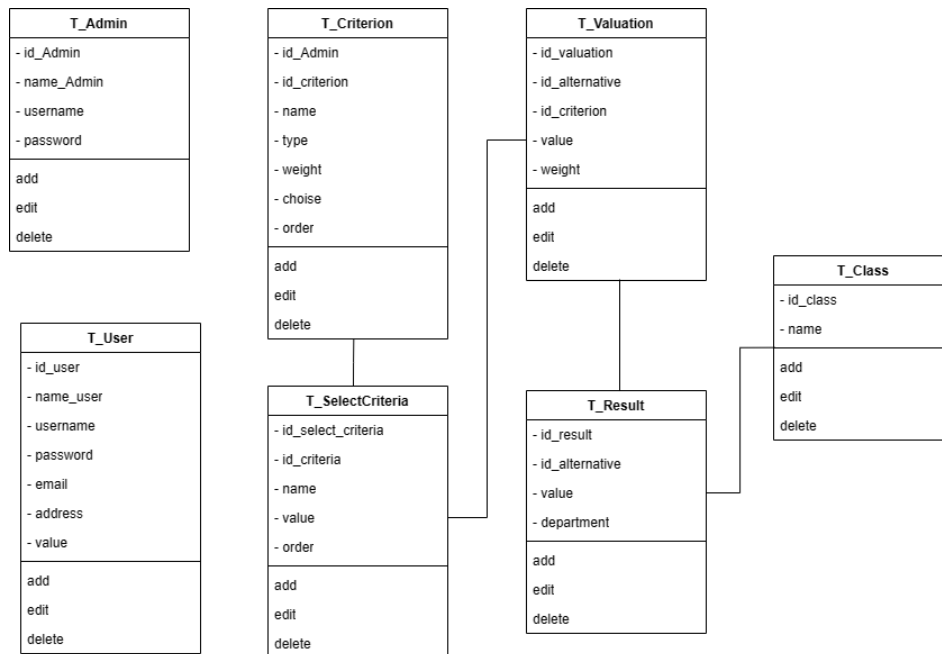 T_Admin
- id_Admin
- name_Admin
- username
- password
add
edit
delete
T_Criterion
- id_Admin
- id_criterion
- name
- type
- weight
- choise
- order
add
edit
delete
T_Valuation
- id_valuation
- id_alternative
- id_criterion
- value
- weight
add
edit
delete
T_Class
- id_class
- name
add
edit
delete
T_User
- id_user
- name_user
- username
- password
- email
- address
- value
add
edit
delete
T_SelectCriteria
- id_select_criteria
- id_criteria
- name
- value
- order
add
edit
delete
T_Result
- id_result
- id_alternative
- value
- department
add
edit
delete